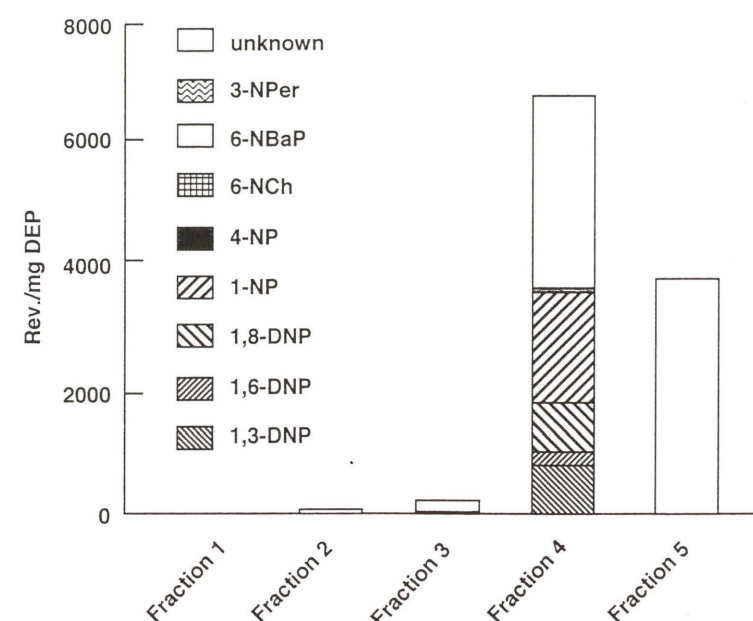 8000
6000
4000
2000
0
Rev./mg DEP
unknown
3-NPer
6-NBaP
6-NCh
4-NP
1-NP
1,8-DNP
1,6-DNP
1,3-DNP
Fraction 1
Fraction 2
Fraction 3
Fraction 4
Fraction 5